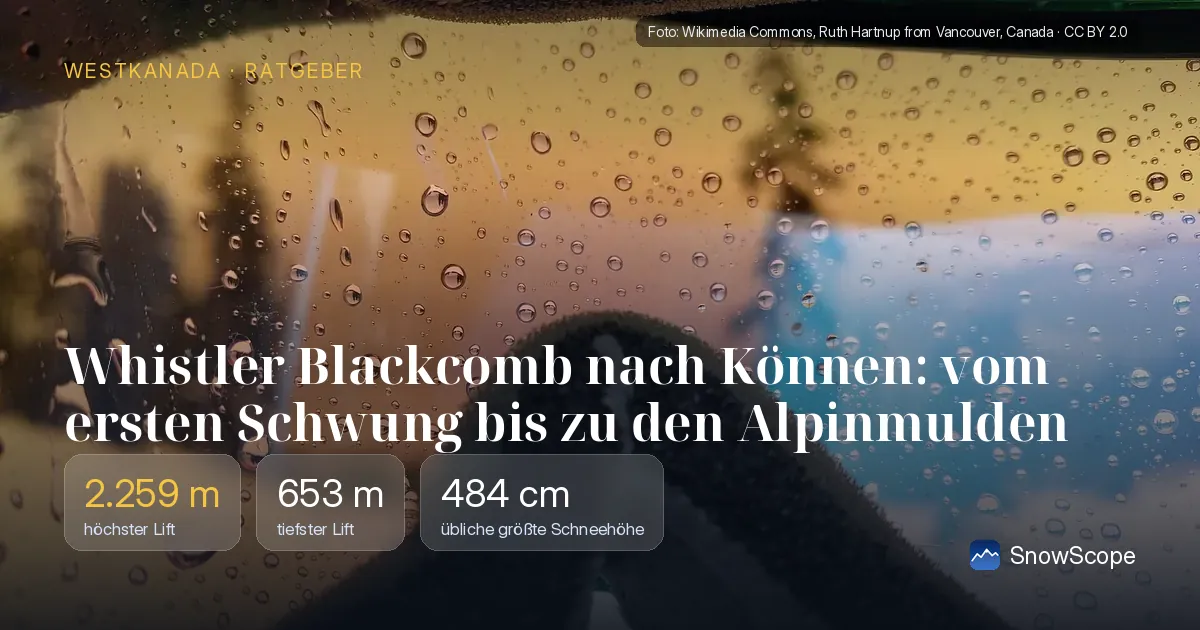 Foto: Wikimedia Commons, Ruth Hartnup from Vancouver, Canada · CC BY 2.0
WESTKANADA · RATGEBER
Whistler Blackcomb nach Können: vom
ersten Schwung bis zu den Alpinmulden
2.259 m
höchster Lift
653 m
tiefster Lift
484 cm
übliche größte Schneehöhe
SnowScope